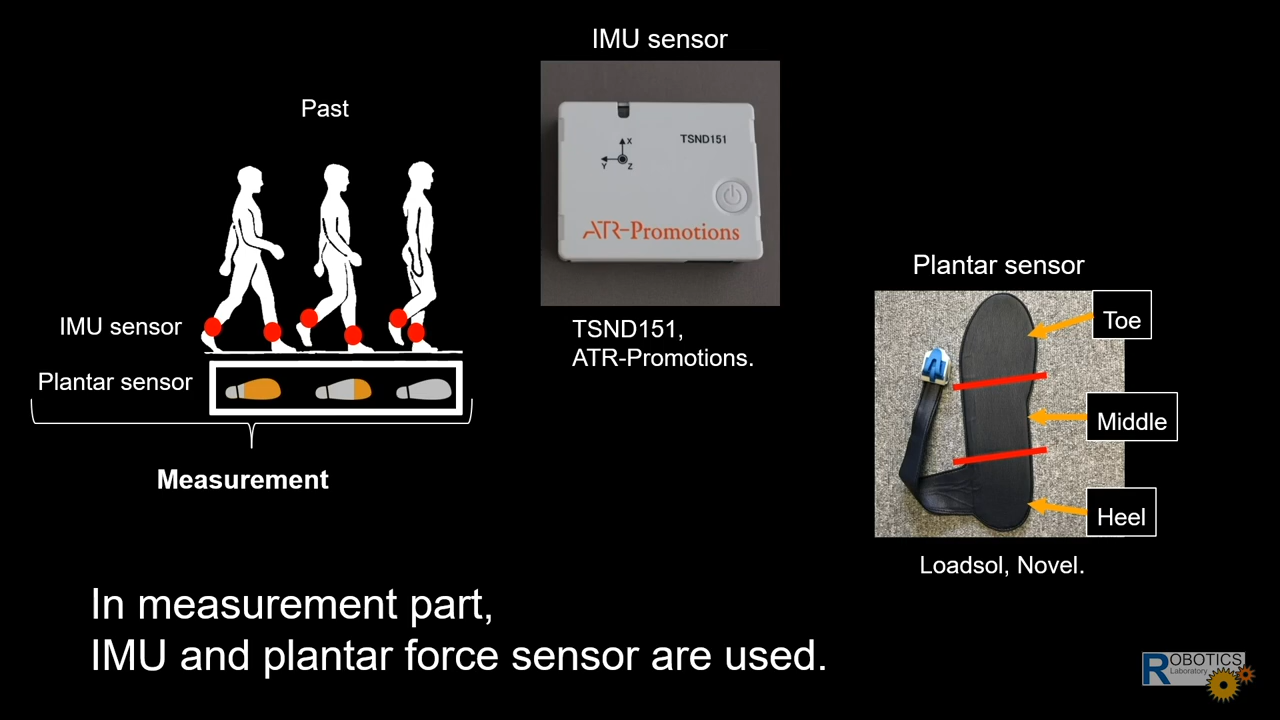 IMU sensor
Past
X
Y
Z
TSND151
ATR-Promotions
TSND151,
ATR-Promotions.
IMU sensor
Plantar sensor
Measurement
Plantar sensor
Toe
Middle
Heel
Loadsol, Novel.
In measurement part,
IMU and plantar force sensor are used.
ROBOTICS
Laboratory